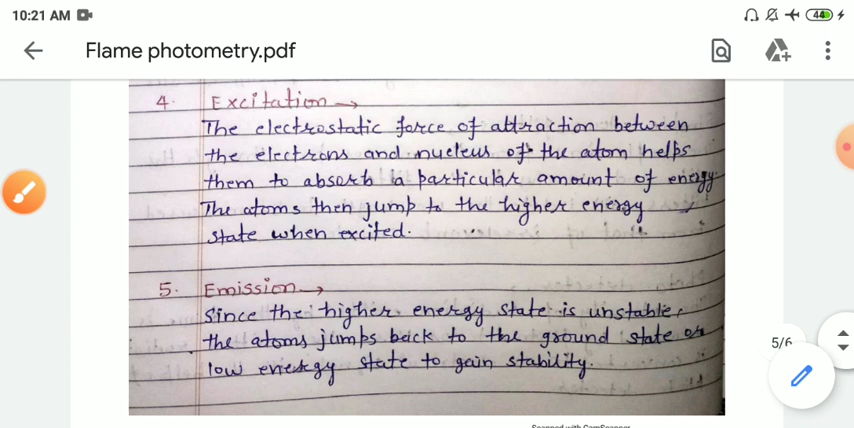 10:21 AM
44
Flame photometry.pdf
4. Excitation →
The electrostatic force of attraction between
the electrons and nucleus of the atom helps
them to absorb a particular amount of energy.
The atoms then jump to the higher energy
state when excited.
5. Emission →
Since the higher energy state is unstable,
the atoms jumps back to the ground state or
low energy state to gain stability.
5/6
Scanned with CamScanner